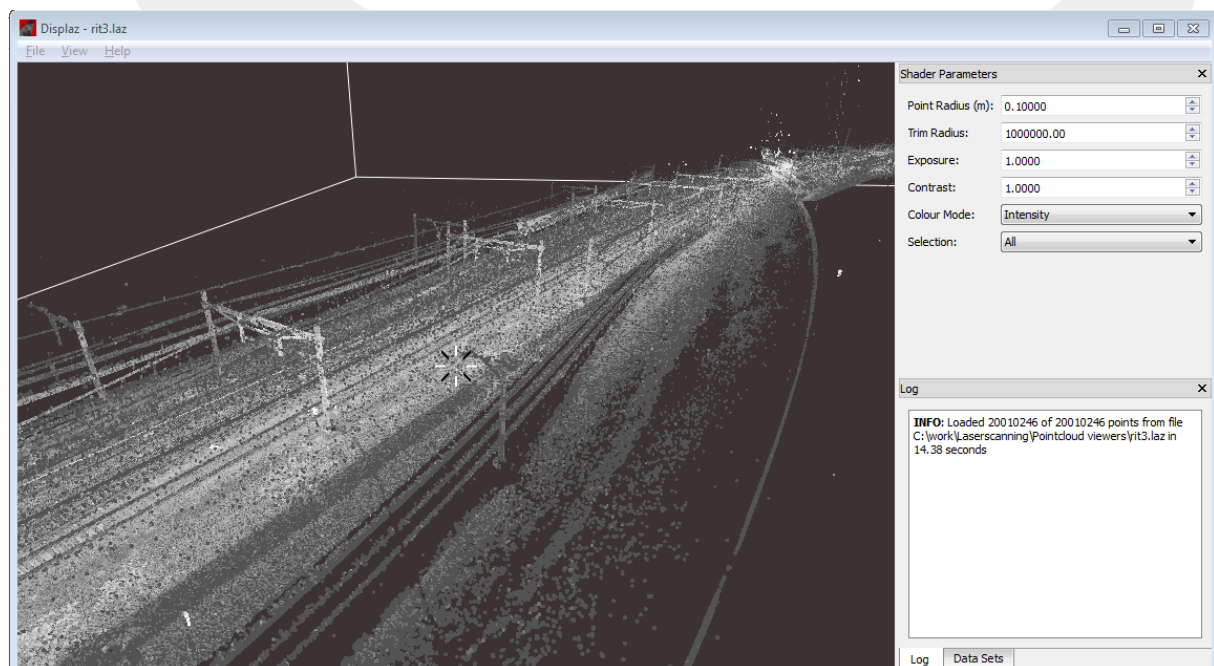 Displaz - rit3.laz
File View Help
Shader Parameters
Point Radius (m): 0.10000
Trim Radius: 1000000.00
Exposure: 1.0000
Contrast: 1.0000
Colour Mode: Intensity
Selection: All
Log
INFO: Loaded 20010246 of 20010246 points from file
C:\work\Laserscanning\Pointcloud viewers\rit3.laz in
14.38 seconds
Log Data Sets